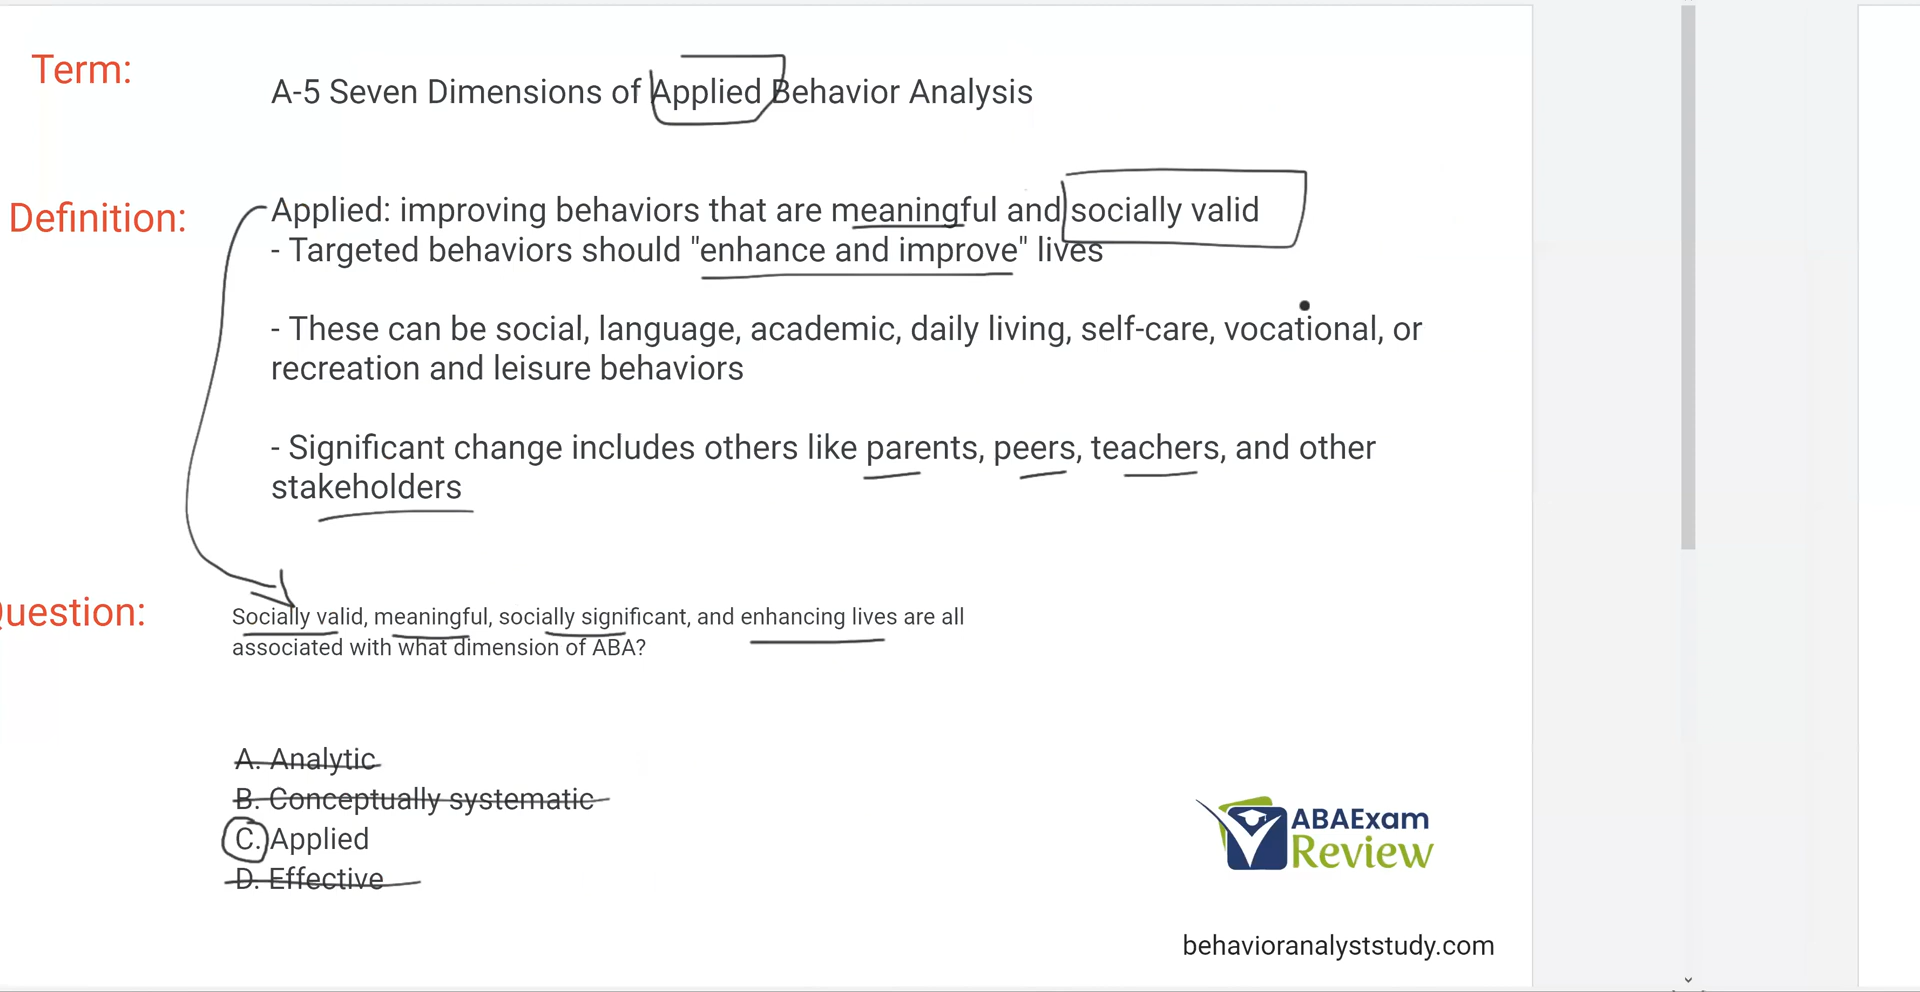 Term:
A-5 Seven Dimensions of Applied Behavior Analysis
Definition:
Applied: improving behaviors that are meaningful and socially valid
- Targeted behaviors should "enhance and improve" lives
- These can be social, language, academic, daily living, self-care, vocational, or
recreation and leisure behaviors
- Significant change includes others like parents, peers, teachers, and other
stakeholders
uestion:
Socially valid, meaningful, socially significant, and enhancing lives are all
associated with what dimension of ABA?
A. Analytic
B. Conceptually systematic
C. Applied
D. Effective
ABAExam
Review
behavioranalyststudy.com